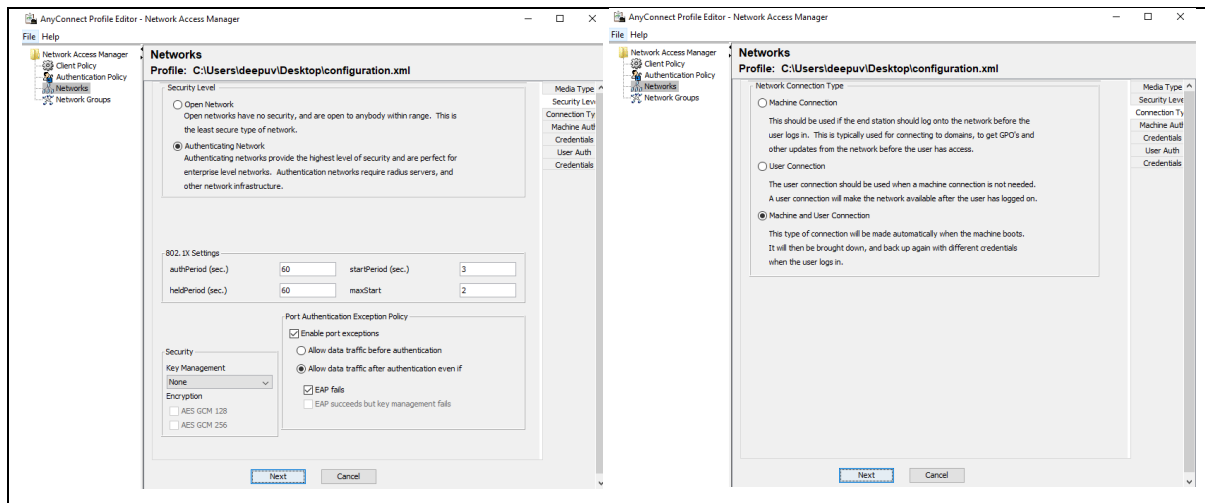 AnyConnect Profile Editor - Network Access Manager
File Help
Network Access Manager
Client Policy
Authentication Policy
Networks
Network Groups
Networks
Profile: C:\Users\deepuv\Desktop\configuration.xml
Security Level
Open Network
Open networks have no security, and are open to anybody within range. This is
the least secure type of network.
Authenticating Network
Authenticating networks provide the highest level of security and are perfect for
enterprise level networks. Authentication networks require radius servers, and
other network infrastructure.
802.1X Settings
authPeriod (sec.) 60 startPeriod (sec.) 3
heldPeriod (sec.) 60 maxStart 2
Port Authentication Exception Policy
Enable port exceptions
Allow data traffic before authentication
Allow data traffic after authentication even if
EAP fails
EAP succeeds but key management fails
Security
Key Management
None
Encryption
AES GCM 128
AES GCM 256
Media Type
Security Leve
Connection Ty
Machine Auth
Credentials
User Auth
Credentials
Next Cancel
AnyConnect Profile Editor - Network Access Manager
File Help
Network Access Manager
Client Policy
Authentication Policy
Networks
Network Groups
Networks
Profile: C:\Users\deepuv\Desktop\configuration.xml
Network Connection Type
Machine Connection
This should be used if the end station should log onto the network before the
user logs in. This is typically used for connecting to domains, to get GPO's and
other updates from the network before the user has access.
User Connection
The user connection should be used when a machine connection is not needed.
A user connection will make the network available after the user has logged on.
Machine and User Connection
This type of connection will be made automatically when the machine boots.
It will then be brought down, and back up again with different credentials
when the user logs in.
Media Type
Security Leve
Connection Ty
Machine Auth
Credentials
User Auth
Credentials
Next Cancel